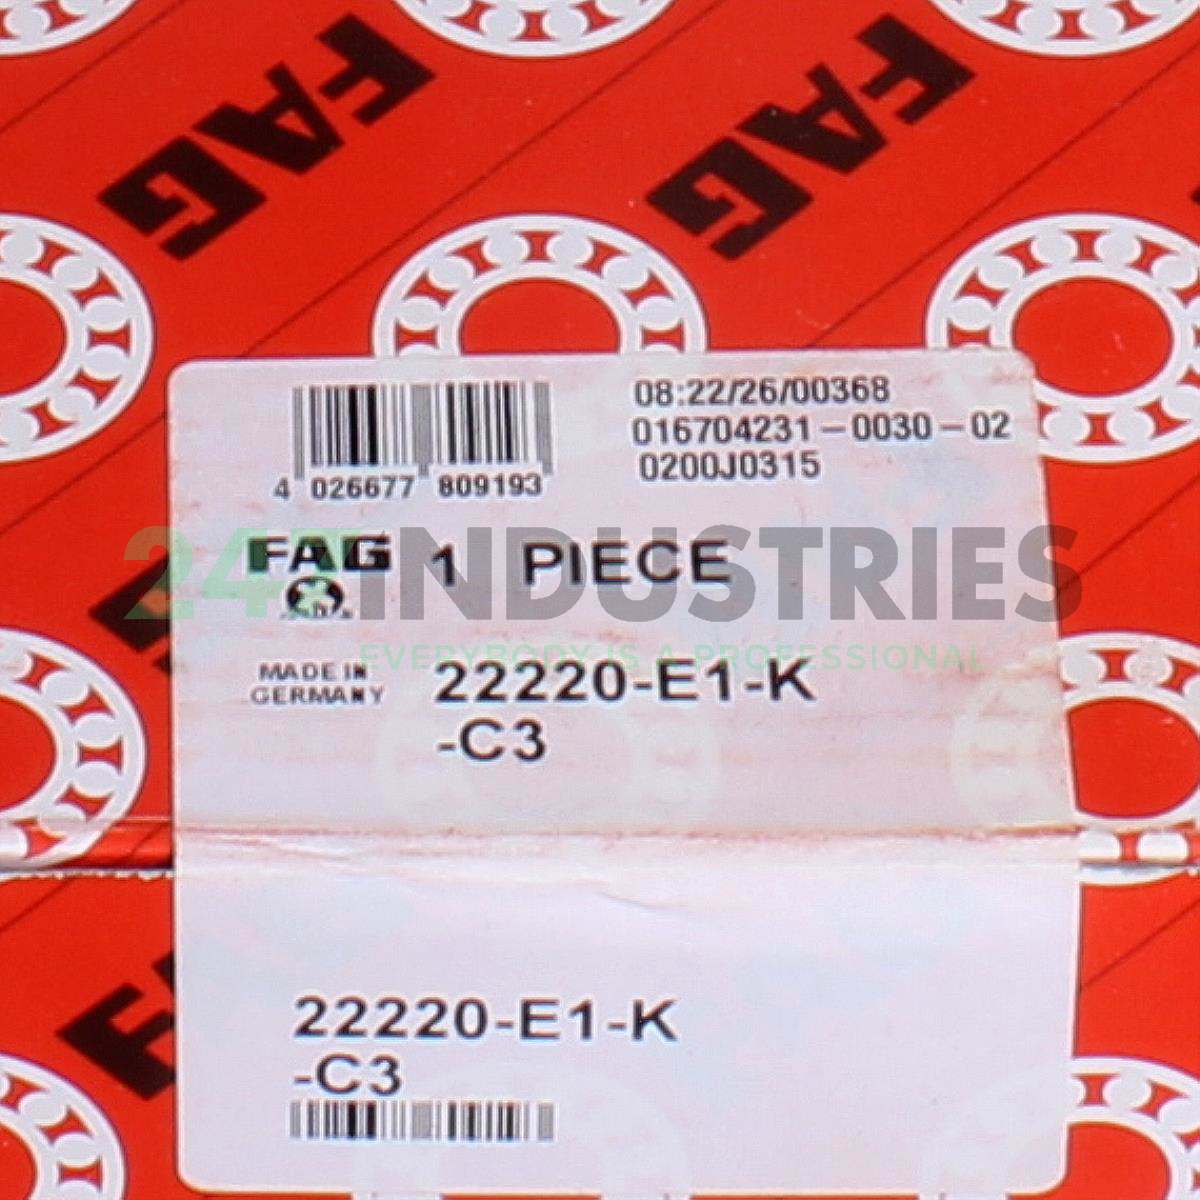 FAG
FAG
08:22/26/00368
016704231-0030-02
0200J0315
4 026677 809193
FAG 1 PIECE
24 INDUSTRIES
EVERYBODY IS A PROFESSIONAL
MADE IN
GERMANY
22220-E1-K
-C3
22220-E1-K
-C3